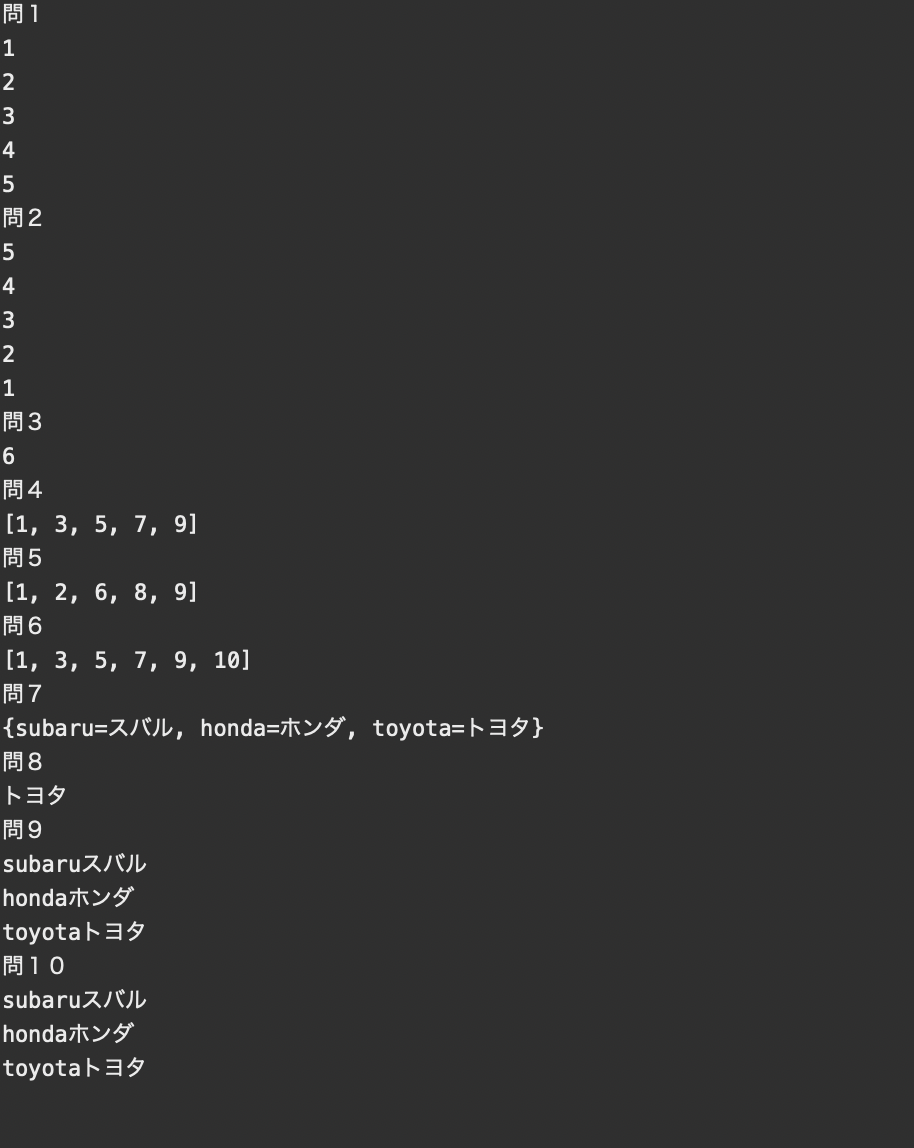 問１
1
2
3
4
5
問２
5
4
3
2
1
問３
6
問４
[1, 3, 5, 7, 9]
問５
[1, 2, 6, 8, 9]
問６
[1, 3, 5, 7, 9, 10]
問７
{subaru=スバル, honda=ホンダ, toyota=トヨタ}
問８
トヨタ
問９
subaruスバル
hondaホンダ
toyotaトヨタ
問１０
subaruスバル
hondaホンダ
toyotaトヨタ